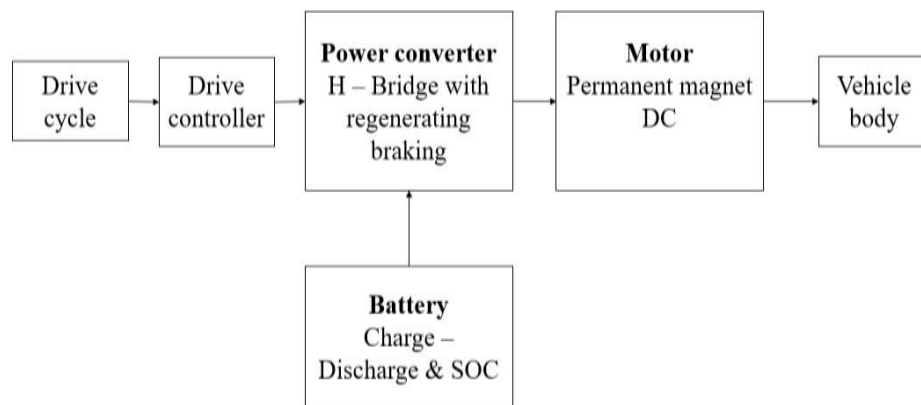 Drive
cycle
Drive
controller
Power converter
H – Bridge with
regenerating
braking
Motor
Permanent magnet
DC
Vehicle
body
Battery
Charge –
Discharge & SOC